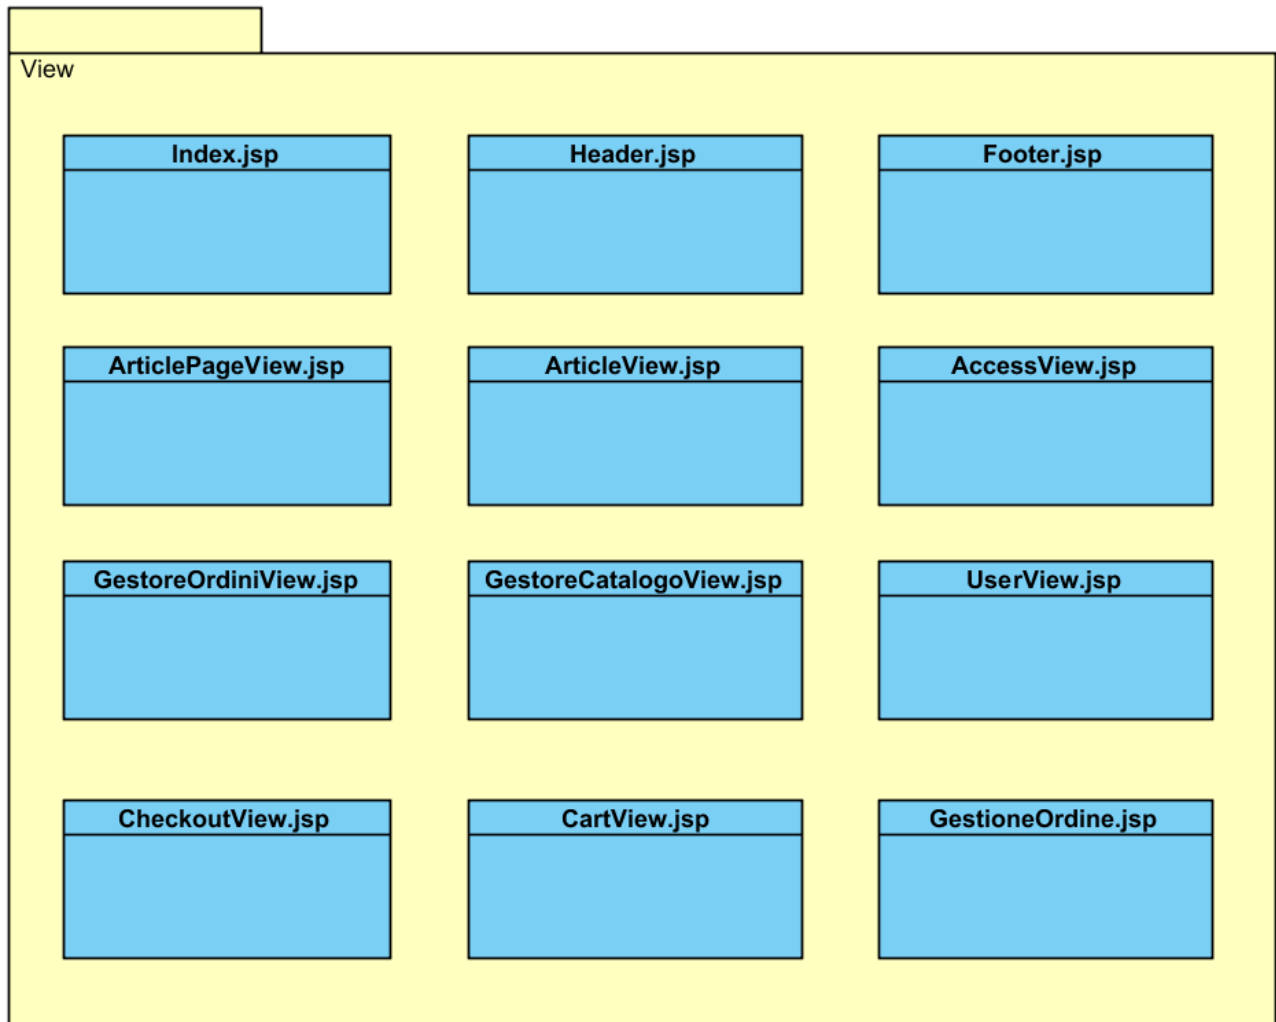 View
Index.jsp
Header.jsp
Footer.jsp
ArticlePageView.jsp
ArticleView.jsp
AccessView.jsp
GestoreOrdiniView.jsp
GestoreCatalogoView.jsp
UserView.jsp
CheckoutView.jsp
CartView.jsp
GestioneOrdine.jsp